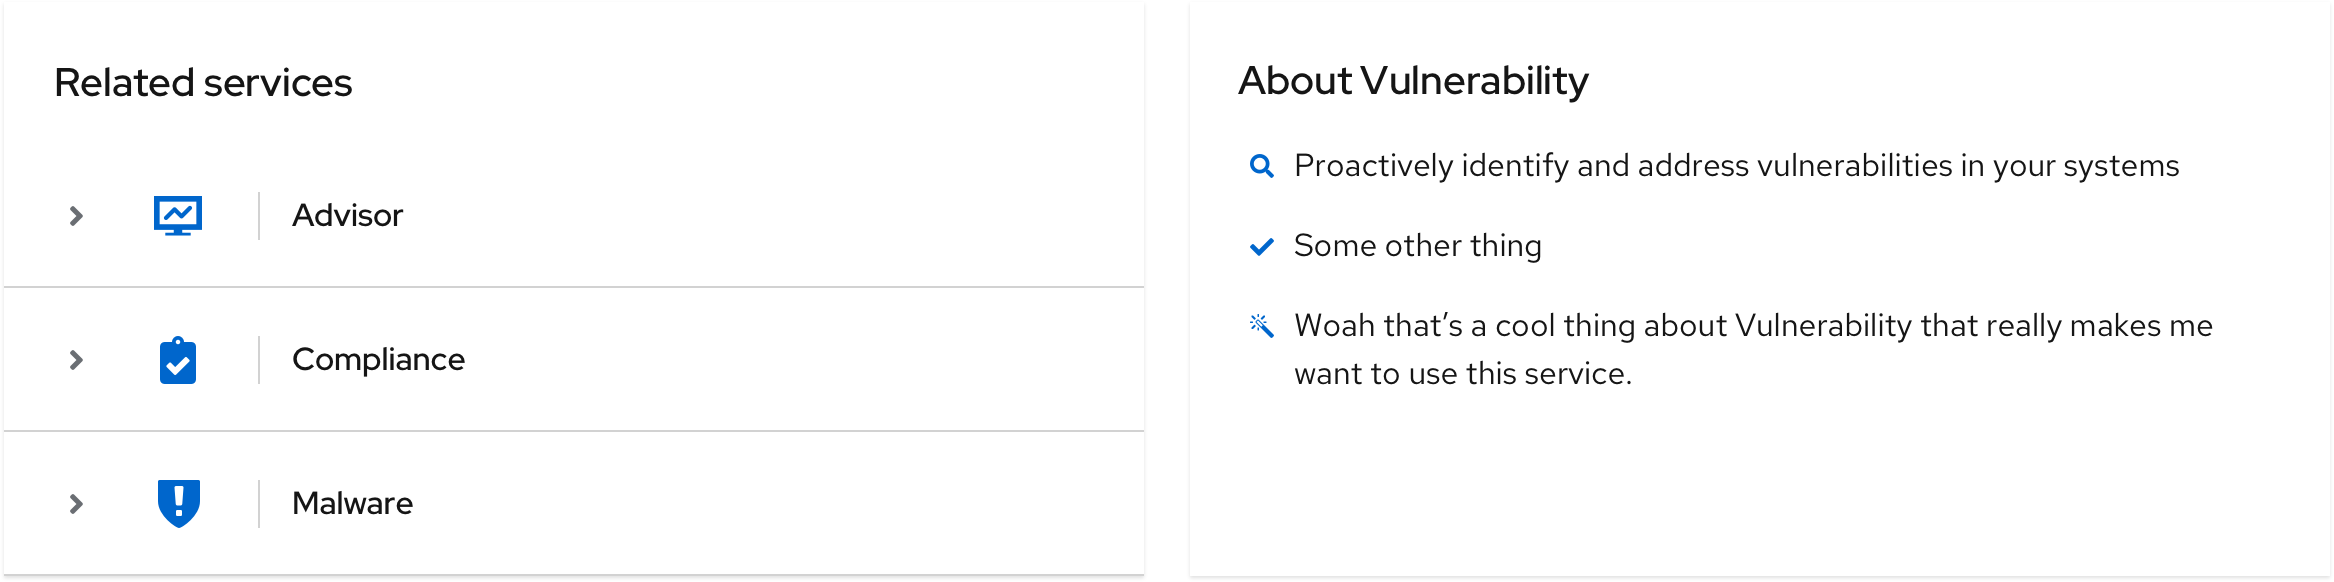 Related services
Advisor
Compliance
Malware
About Vulnerability
Proactively identify and address vulnerabilities in your systems
Some other thing
Woah that’s a cool thing about Vulnerability that really makes me
want to use this service.